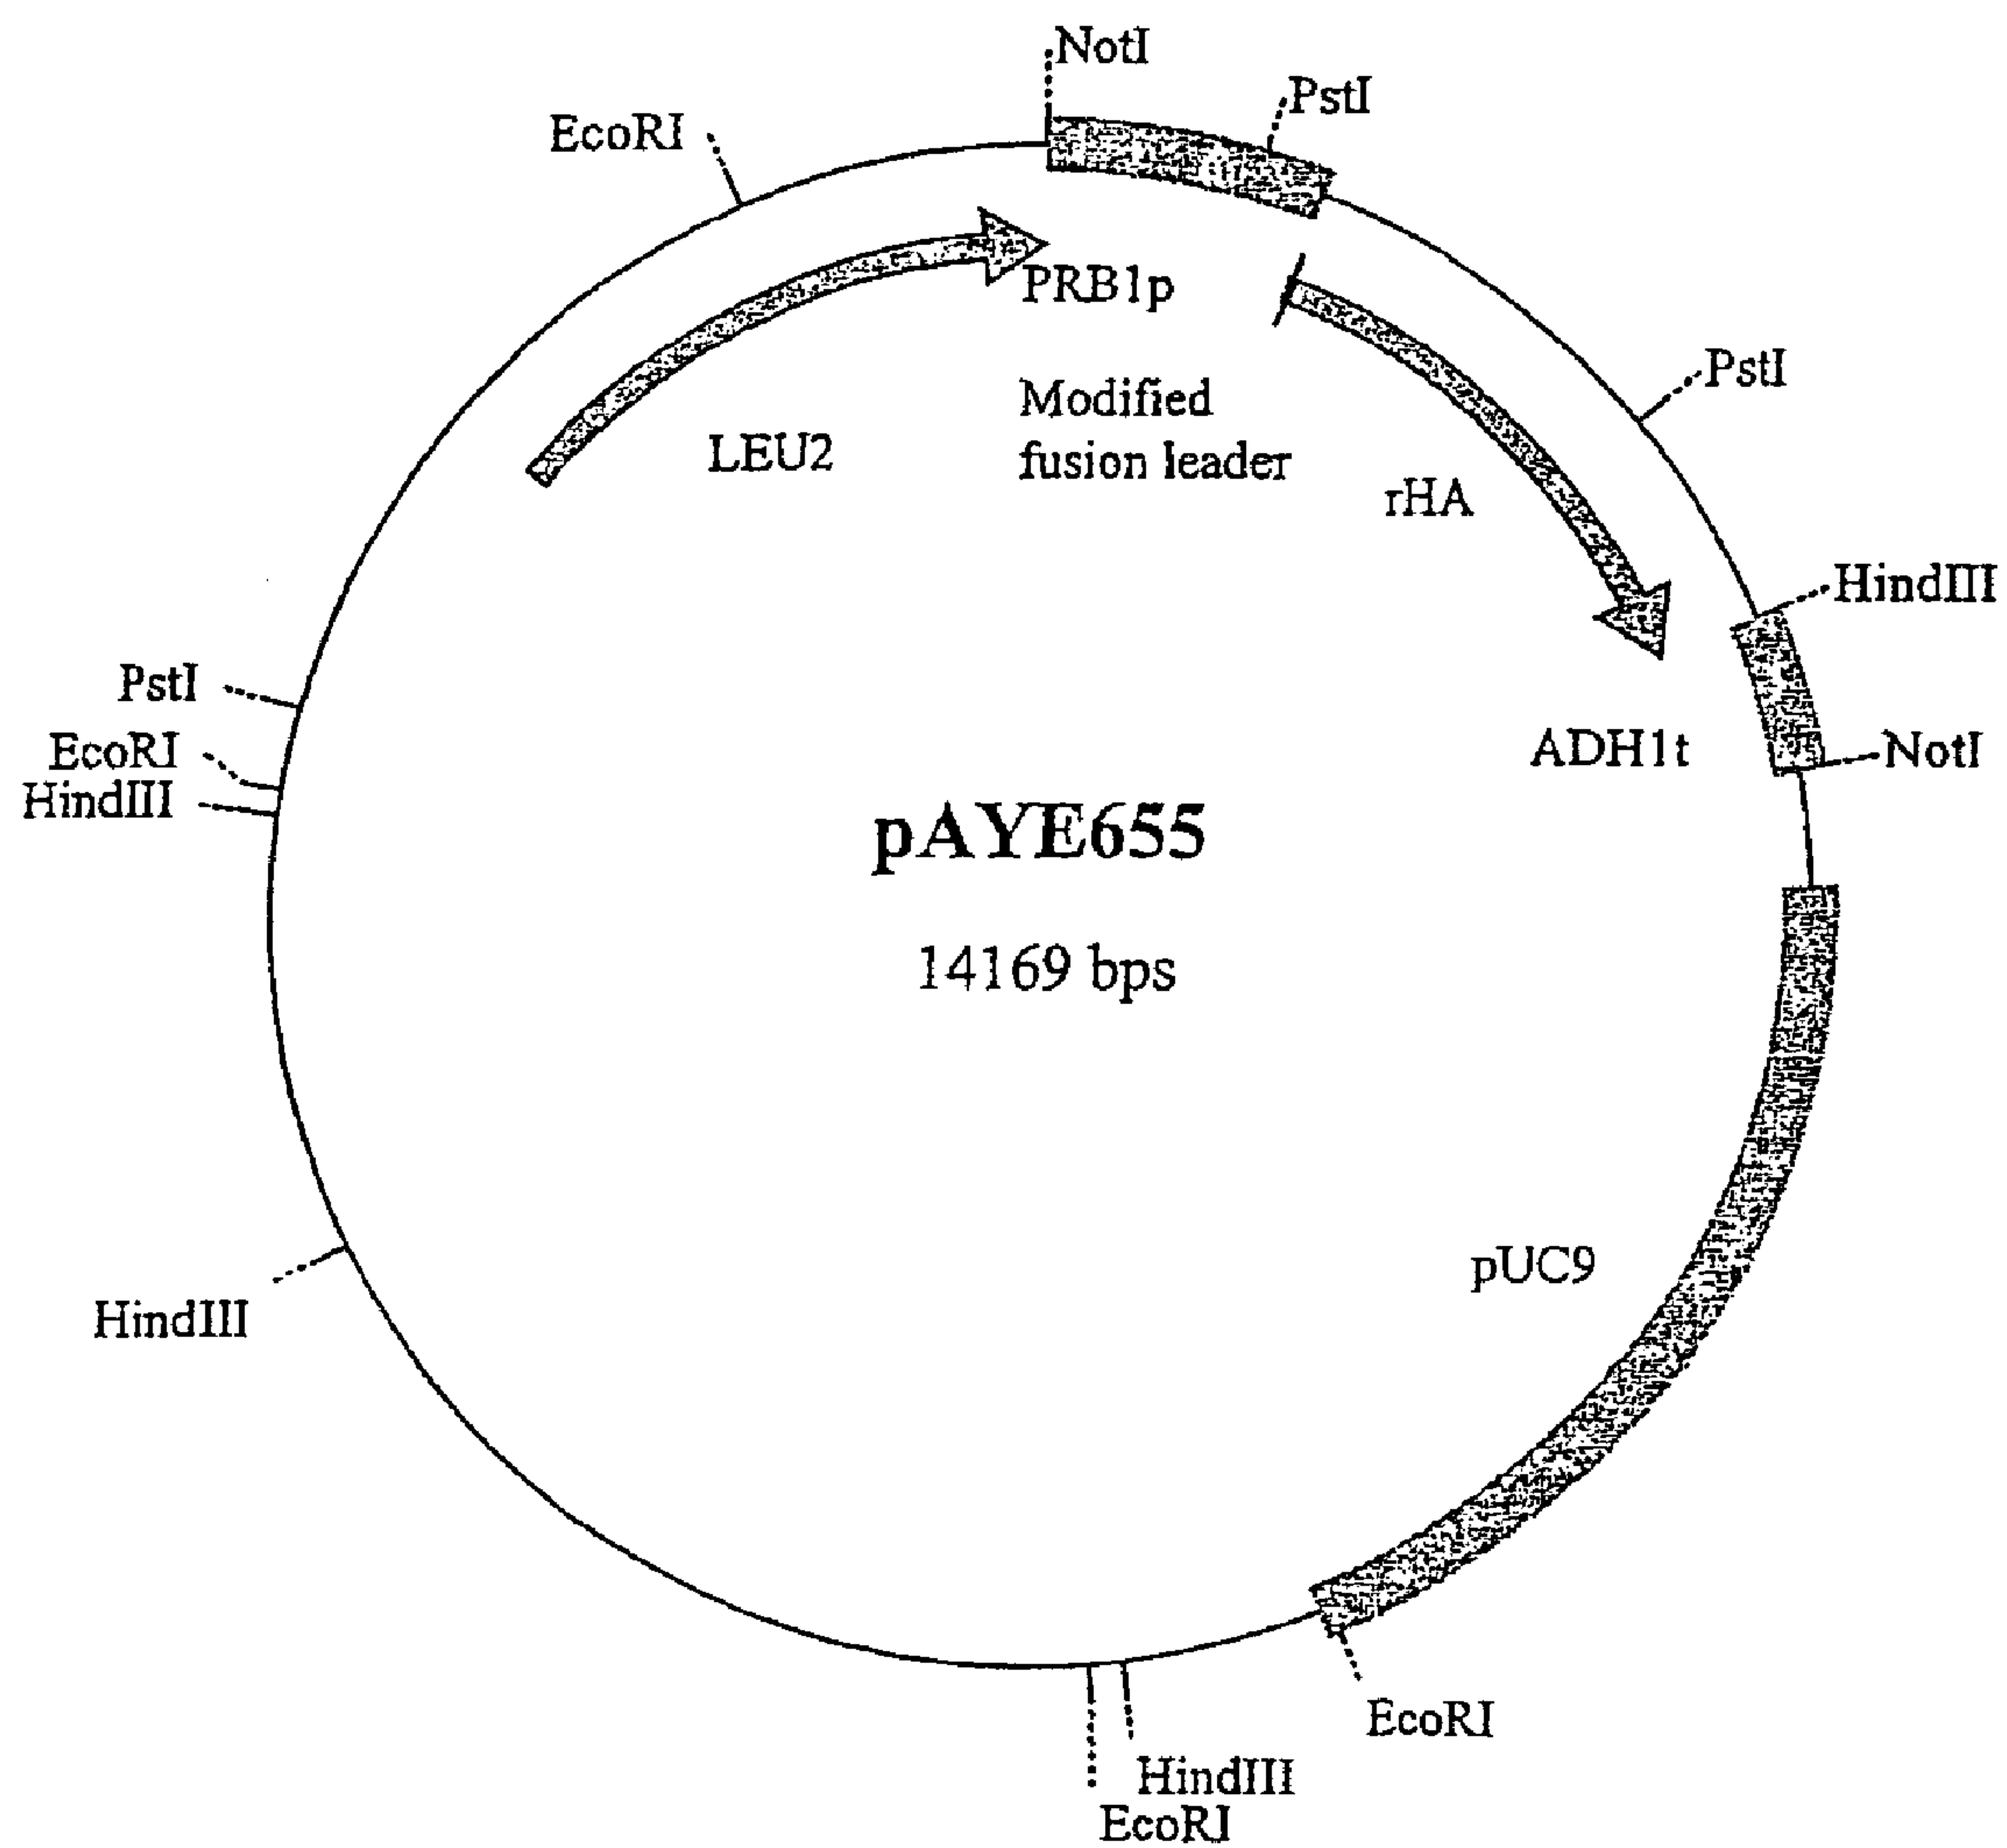 NotI
PstI
EcoRI
PRB1p
PstI
Modified
fusion leader
LEU2
rHA
HindIII
PstI
EcoRI
HindIII
ADH1t
NotI
pAYE655
14169 bps
pUC9
HindIII
EcoRI
HindIII
EcoRI